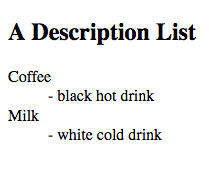 A Description List
Coffee
- black hot drink
Milk
- white cold drink